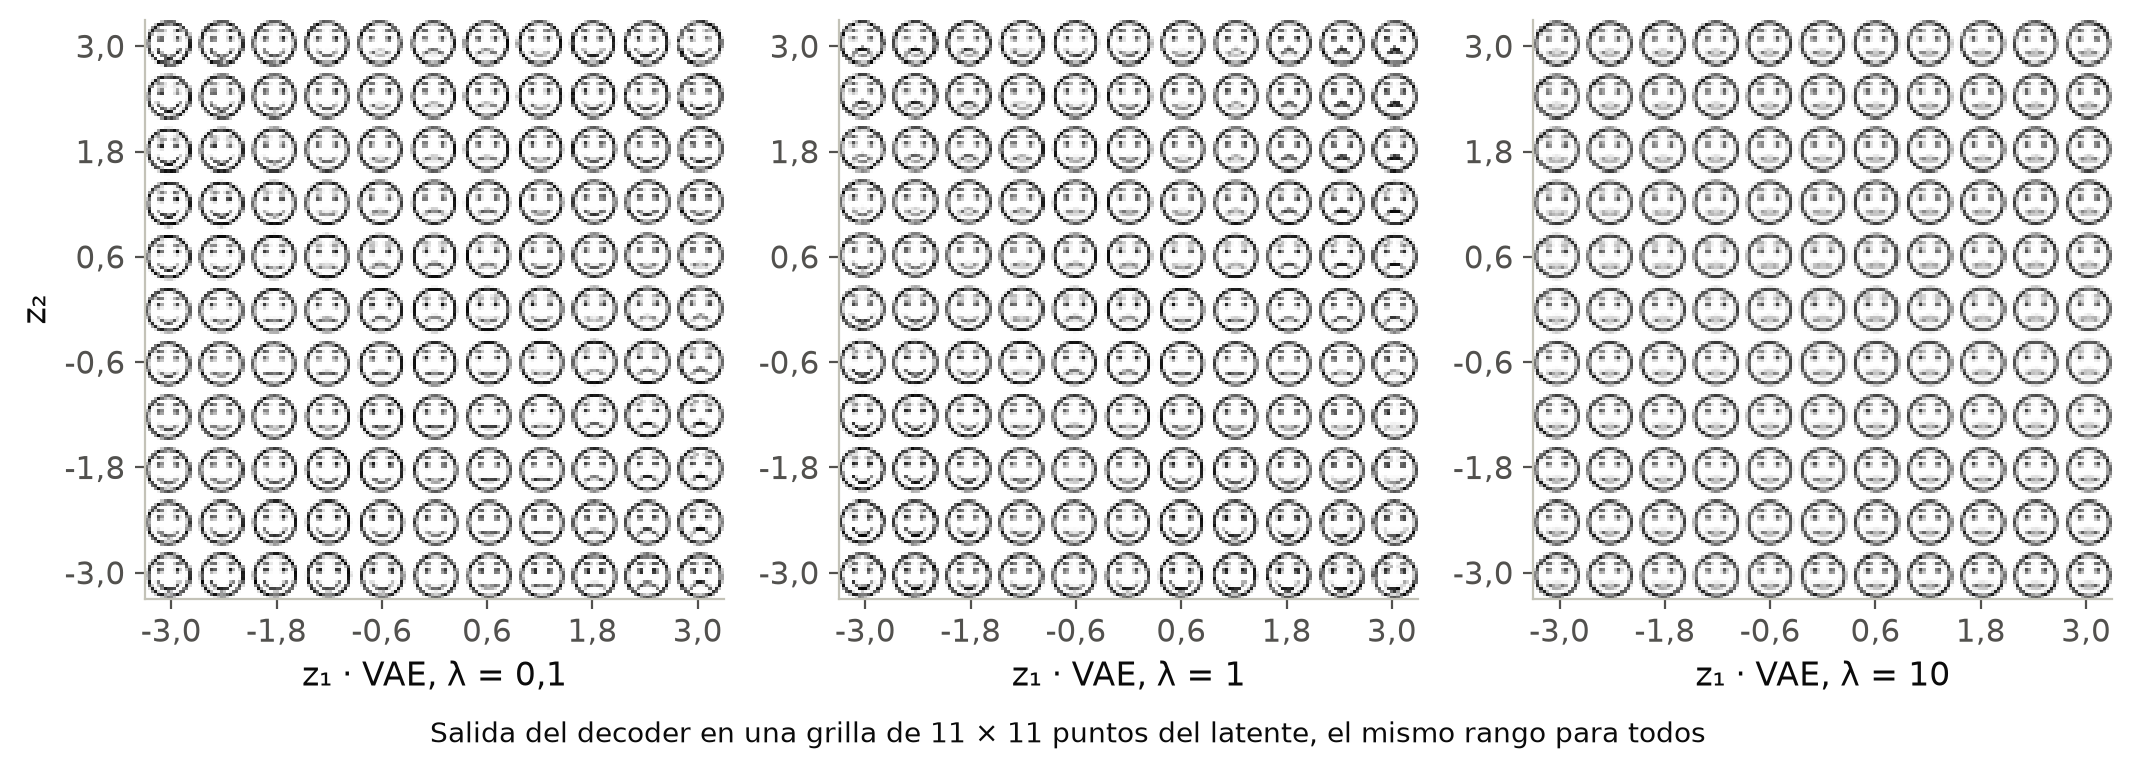 z₂
3,0
1,8
0,6
-0,6
-1,8
-3,0
-3,0 -1,8 -0,6 0,6 1,8 3,0
z₁ · VAE, λ = 0,1
3,0
1,8
0,6
-0,6
-1,8
-3,0
-3,0 -1,8 -0,6 0,6 1,8 3,0
z₁ · VAE, λ = 1
3,0
1,8
0,6
-0,6
-1,8
-3,0
-3,0 -1,8 -0,6 0,6 1,8 3,0
z₁ · VAE, λ = 10
Salida del decoder en una grilla de 11 × 11 puntos del latente, el mismo rango para todos